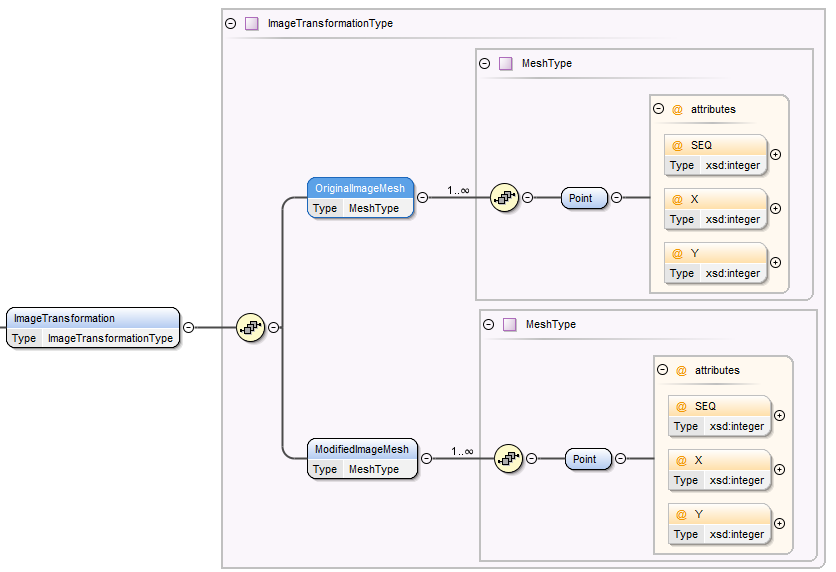 ImageTransformationType
MeshType
@ attributes
@ SEQ
Type xsd:integer
@ X
Type xsd:integer
@ Y
Type xsd:integer
OriginalImageMesh
Type MeshType
1..∞
Point
ImageTransformation
Type ImageTransformationType
MeshType
@ attributes
@ SEQ
Type xsd:integer
@ X
Type xsd:integer
@ Y
Type xsd:integer
ModifiedImageMesh
Type MeshType
1..∞
Point